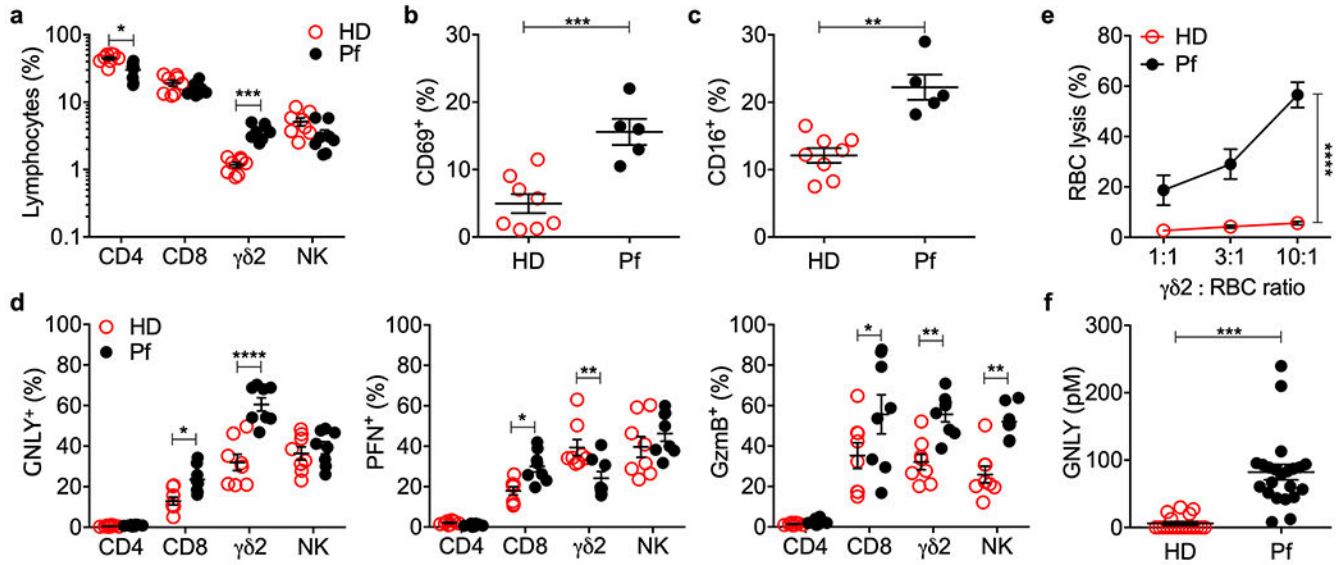 a
Lymphocytes (%)
100
10
1
0.1
*
***
HD
Pf
CD4 CD8 γδ2 NK
b
CD69⁺ (%)
30
20
10
0
***
HD Pf
c
CD16⁺ (%)
30
20
10
0
**
HD Pf
e
RBC lysis (%)
80
60
40
20
0
HD
Pf
****
1:1 3:1 10:1
γδ2 : RBC ratio
d
GNLY⁺ (%)
100
80
60
40
20
0
HD
Pf
*
****
CD4 CD8 γδ2 NK
PFN⁺ (%)
100
80
60
40
20
0
*
**
CD4 CD8 γδ2 NK
GzmB⁺ (%)
100
80
60
40
20
0
*
**
**
CD4 CD8 γδ2 NK
f
GNLY (pM)
300
200
100
0
***
HD Pf